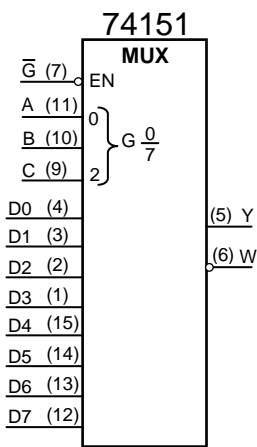 74151
MUX
G̅ (7) EN
A (11) 0
B (10) G 0/7
C (9) 2
D0 (4)
(5) Y
D1 (3)
D2 (2)
(6) W
D3 (1)
D4 (15)
D5 (14)
D6 (13)
D7 (12)